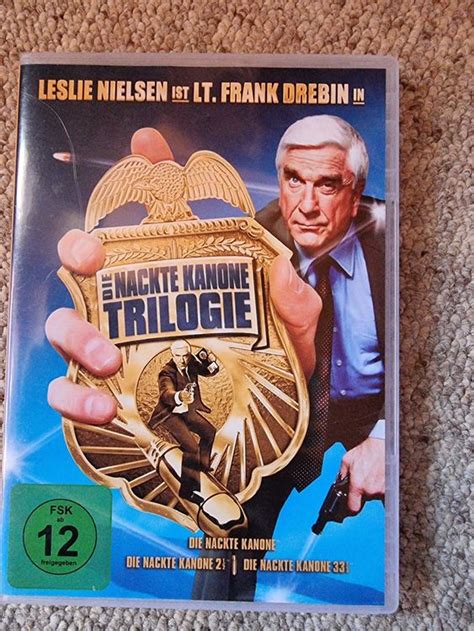 LESLIE NIELSEN IST LT. FRANK DREBIN IN
DIE NACKTE KANONE
TRILOGIE
FSK
ab
12
freigegeben
DIE NACKTE KANONE
DIE NACKTE KANONE 2½ | DIE NACKTE KANONE 33⅓